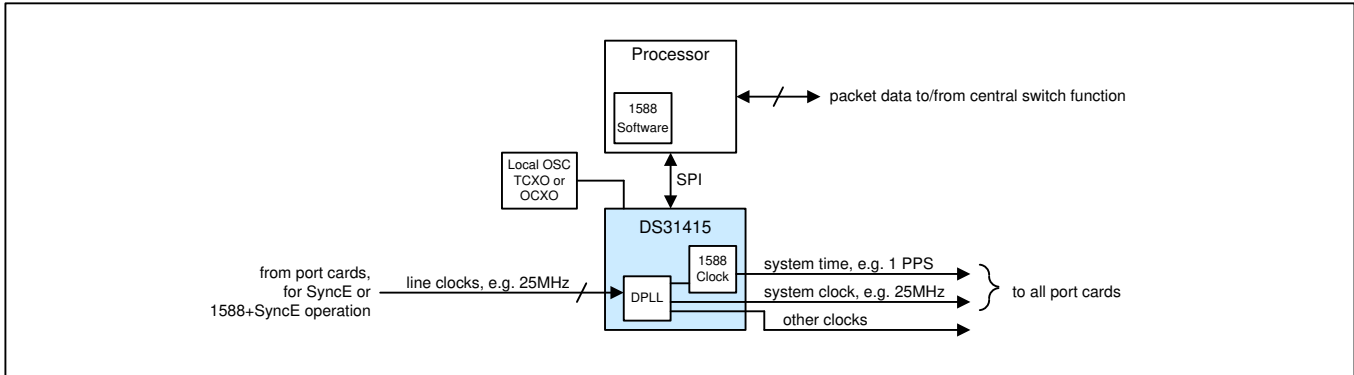 Processor
1588
Software
packet data to/from central switch function
Local OSC
TCXO or
OCXO
SPI
DS31415
1588
Clock
DPLL
from port cards,
for SyncE or
1588+SyncE operation
line clocks, e.g. 25MHz
system time, e.g. 1 PPS
system clock, e.g. 25MHz
other clocks
to all port cards